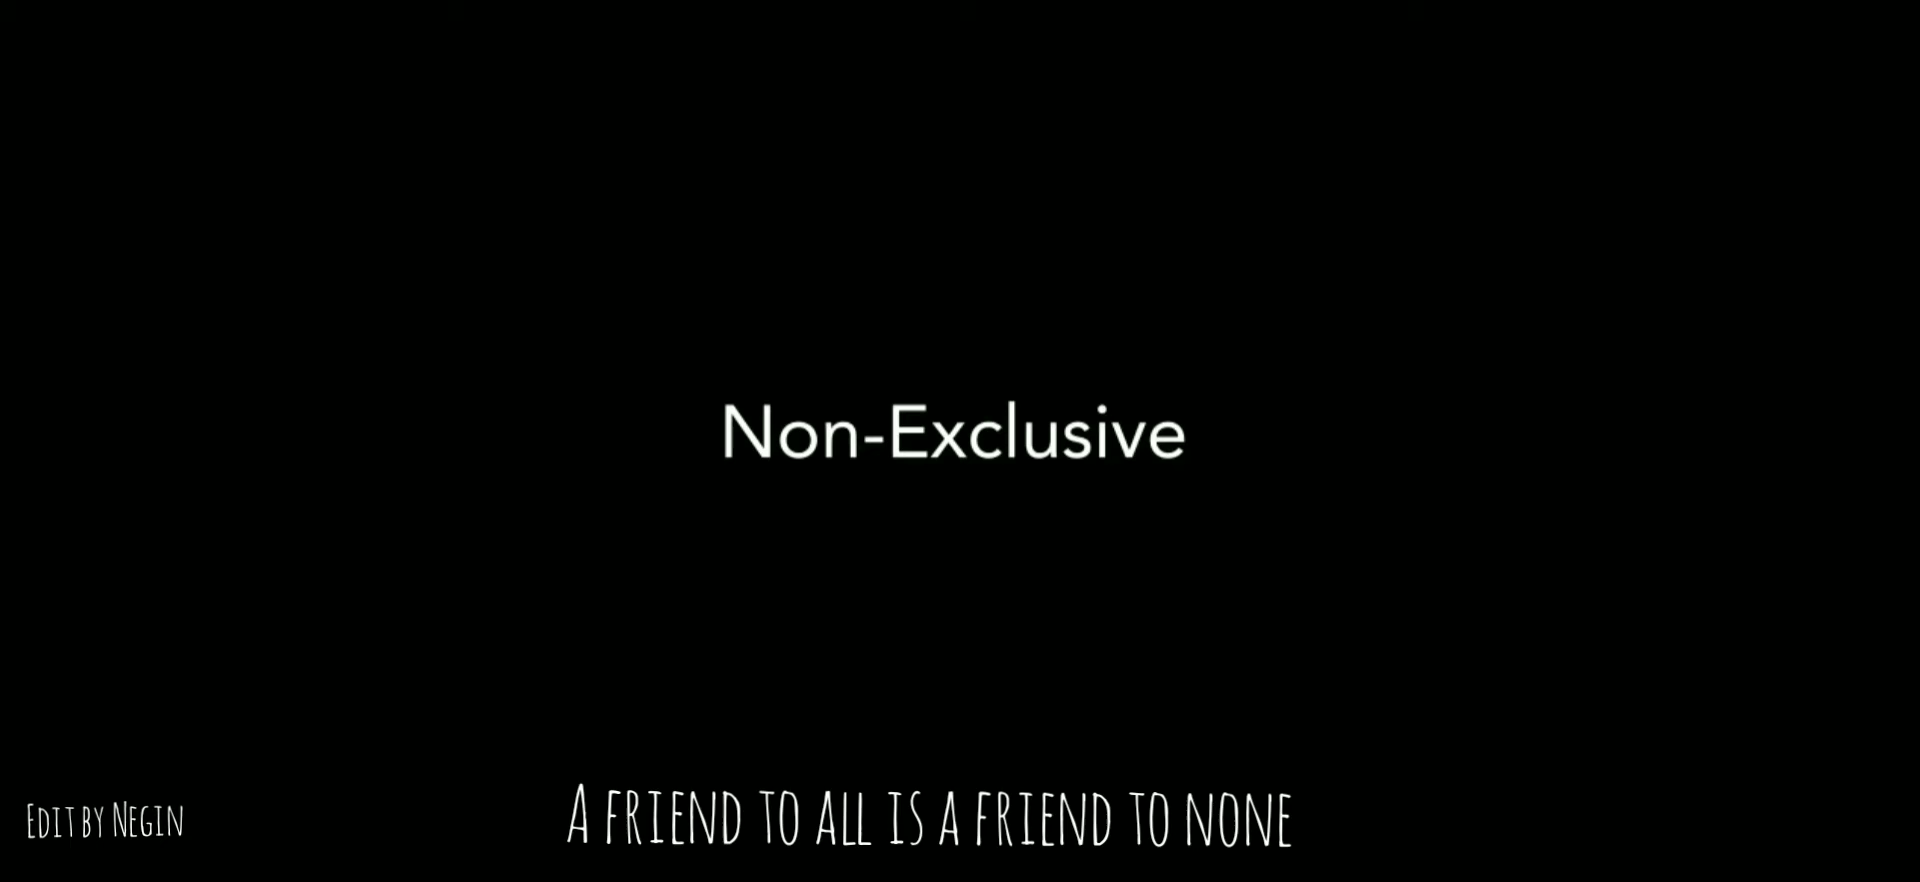 Non-Exclusive
A FRIEND TO ALL IS A FRIEND TO NONE
EDIT BY NEGIN